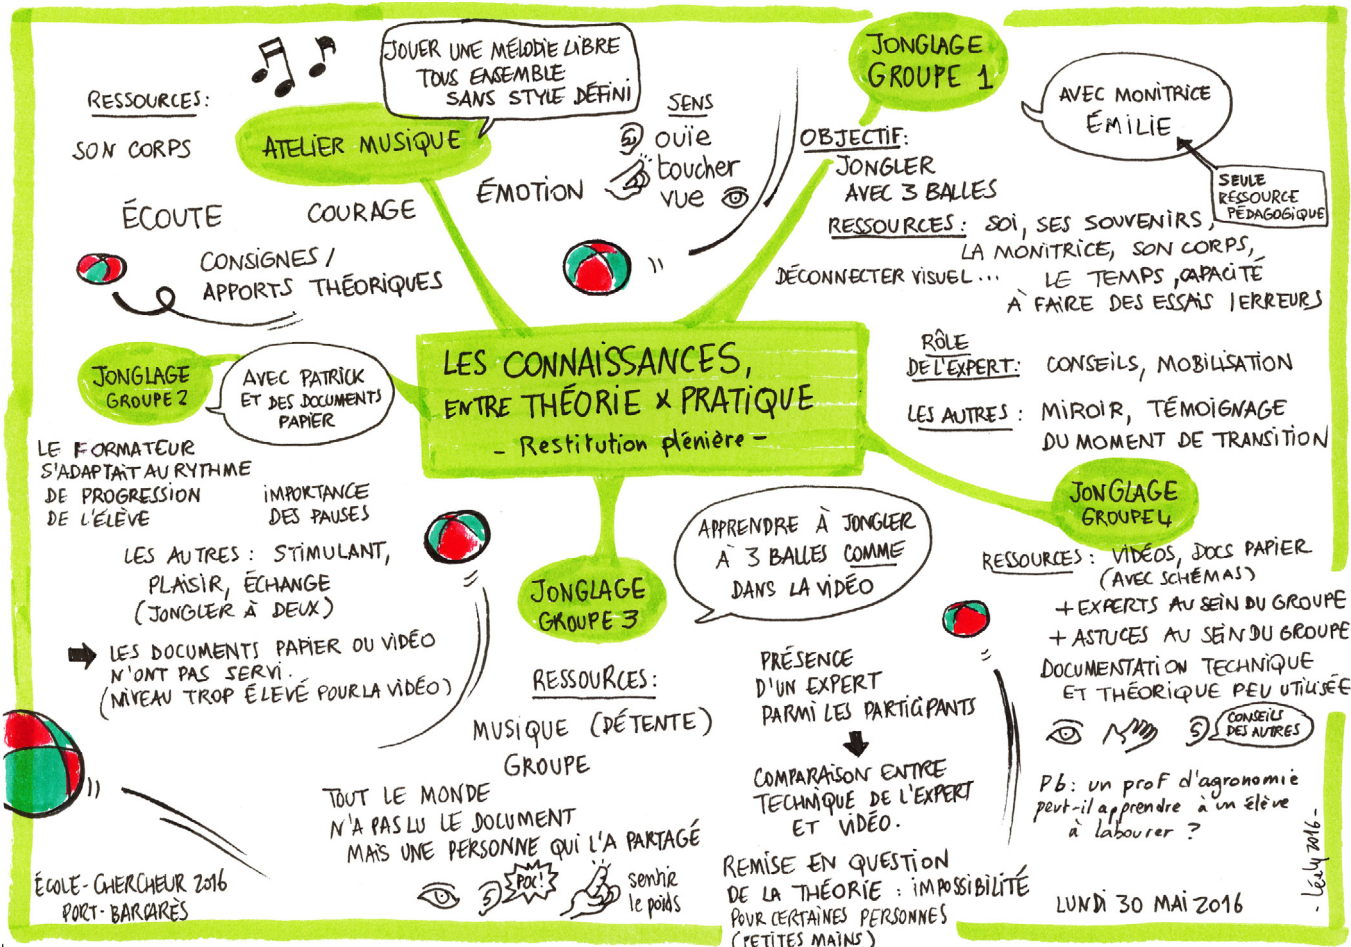 LES CONNAISSANCES,
ENTRE THÉORIE & PRATIQUE
- Restitution plénière -
ATELIER MUSIQUE
JOUER UNE MÉLODIE LIBRE
TOUS ENSEMBLE
SANS STYLE DÉFINI
RESSOURCES:
SON CORPS
ÉCOUTE
COURAGE
ÉMOTION
SENS
ouïe
toucher
vue
CONSIGNES /
APPORTS THÉORIQUES
JONGLAGE
GROUPE 1
AVEC MONITRICE
ÉMILIE
SEULE
RESSOURCE
PÉDAGOGIQUE
OBJECTIF:
JONGLER
AVEC 3 BALLES
RESSOURCES: SOI, SES SOUVENIRS,
LA MONITRICE, SON CORPS,
DÉCONNECTER VISUEL... LE TEMPS, CAPACITÉ
À FAIRE DES ESSAIS / ERREURS
RÔLE
DE L'EXPERT: CONSEILS, MOBILISATION
LES AUTRES: MIROIR, TÉMOIGNAGE
DU MOMENT DE TRANSITION
JONGLAGE
GROUPE 2
AVEC PATRICK
ET DES DOCUMENTS
PAPIER
LE FORMATEUR
S'ADAPTAIT AU RYTHME
DE PROGRESSION
DE L'ÉLÈVE
IMPORTANCE
DES PAUSES
LES AUTRES: STIMULANT,
PLAISIR, ÉCHANGE
(JONGLER À DEUX)
LES DOCUMENTS PAPIER OU VIDÉO
N'ONT PAS SERVI.
(NIVEAU TROP ÉLEVÉ POUR LA VIDÉO)
JONGLAGE
GROUPE 3
APPRENDRE À JONGLER
À 3 BALLES COMME
DANS LA VIDÉO
RESSOURCES:
MUSIQUE (DÉTENTE)
GROUPE
TOUT LE MONDE
N'A PAS LU LE DOCUMENT
MAIS UNE PERSONNE QUI L'A PARTAGÉ
POC!
sentir
le poids
PRÉSENCE
D'UN EXPERT
PARMI LES PARTICIPANTS
COMPARAISON ENTRE
TECHNIQUE DE L'EXPERT
ET VIDÉO.
REMISE EN QUESTION
DE LA THÉORIE: IMPOSSIBILITÉ
POUR CERTAINES PERSONNES
(PETITES MAINS)
JONGLAGE
GROUPE 4
RESSOURCES: VIDÉOS, DOCS PAPIER
(AVEC SCHÉMAS)
+ EXPERTS AU SEIN DU GROUPE
+ ASTUCES AU SEIN DU GROUPE
DOCUMENTATION TECHNIQUE
ET THÉORIQUE PEU UTILISÉE
CONSEILS
DES AUTRES
Pb: un prof d'agronomie
peut-il apprendre à un élève
à labourer ?
ÉCOLE-CHERCHEUR 2016
PORT-BARCARÈS
LUNDI 30 MAI 2016
- Léaly 2016 -